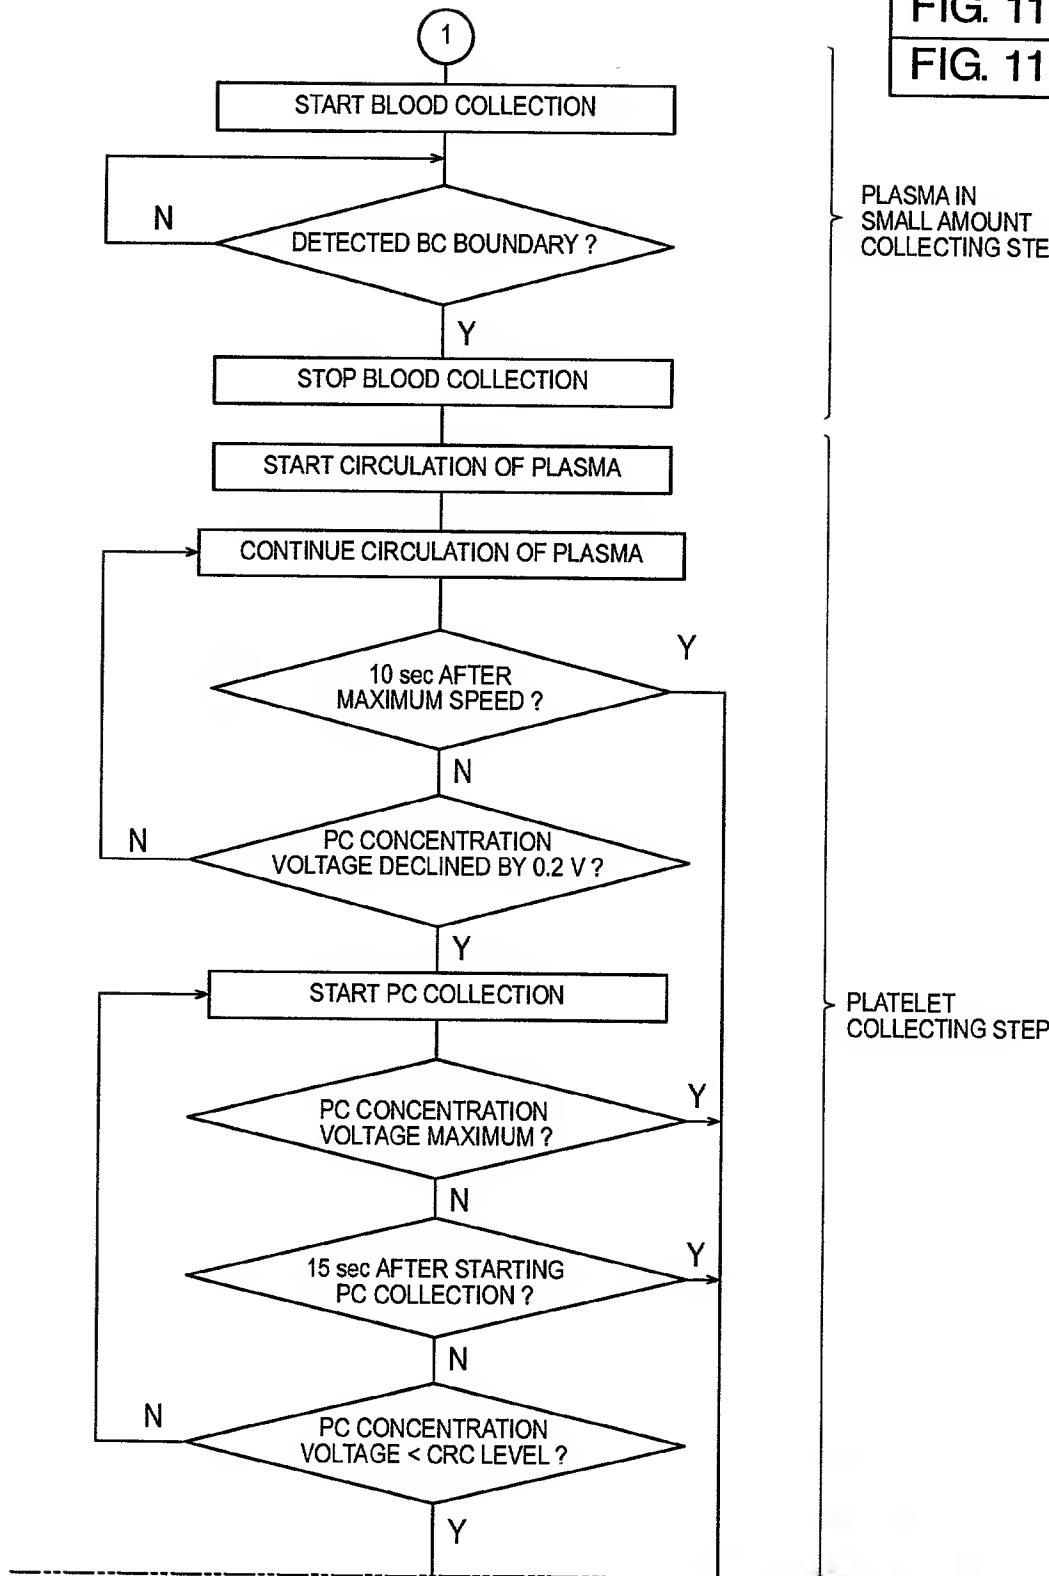 FIG. 11
FIG. 11
1
START BLOOD COLLECTION
N
DETECTED BC BOUNDARY ?
Y
STOP BLOOD COLLECTION
PLASMA IN
SMALL AMOUNT
COLLECTING STE
START CIRCULATION OF PLASMA
CONTINUE CIRCULATION OF PLASMA
10 sec AFTER
MAXIMUM SPEED ?
Y
N
PC CONCENTRATION
VOLTAGE DECLINED BY 0.2 V ?
N
Y
START PC COLLECTION
PLATELET
COLLECTING STEP
PC CONCENTRATION
VOLTAGE MAXIMUM ?
Y
N
15 sec AFTER STARTING
PC COLLECTION ?
Y
N
PC CONCENTRATION
VOLTAGE < CRC LEVEL ?
N
Y